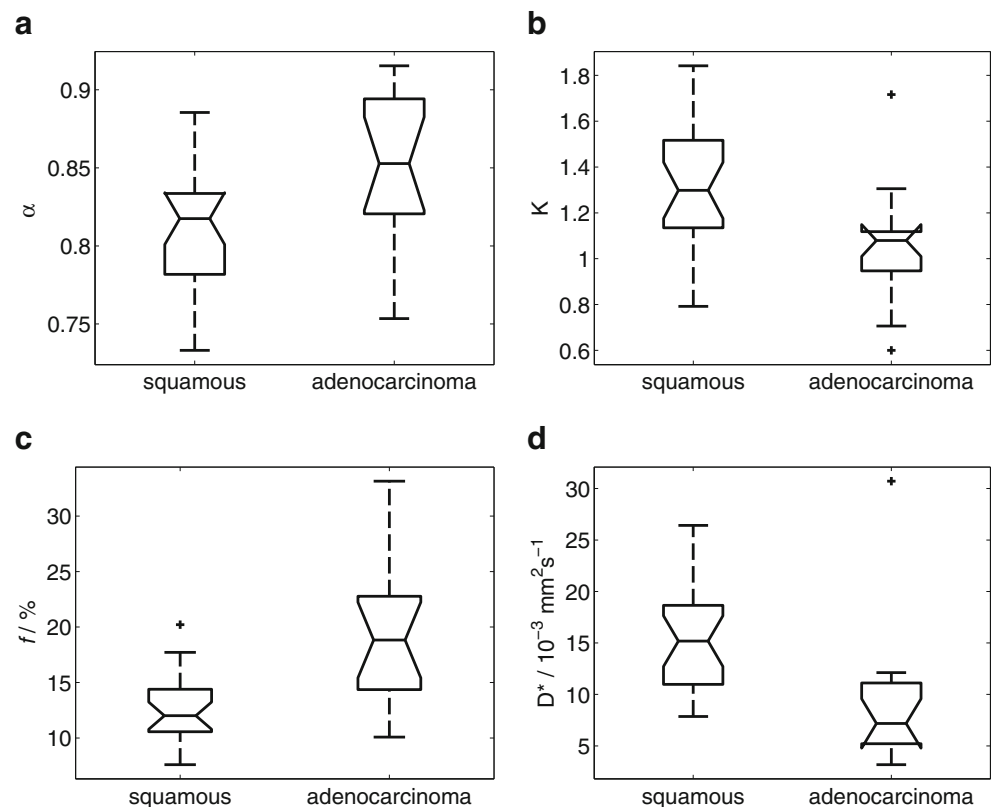 a
0.9
0.85
0.8
0.75
α
squamous
adenocarcinoma
b
1.8
1.6
1.4
1.2
1
0.8
0.6
K
squamous
adenocarcinoma
c
30
25
20
15
10
f / %
squamous
adenocarcinoma
d
30
25
20
15
10
5
D* / 10⁻³ mm²s⁻¹
squamous
adenocarcinoma